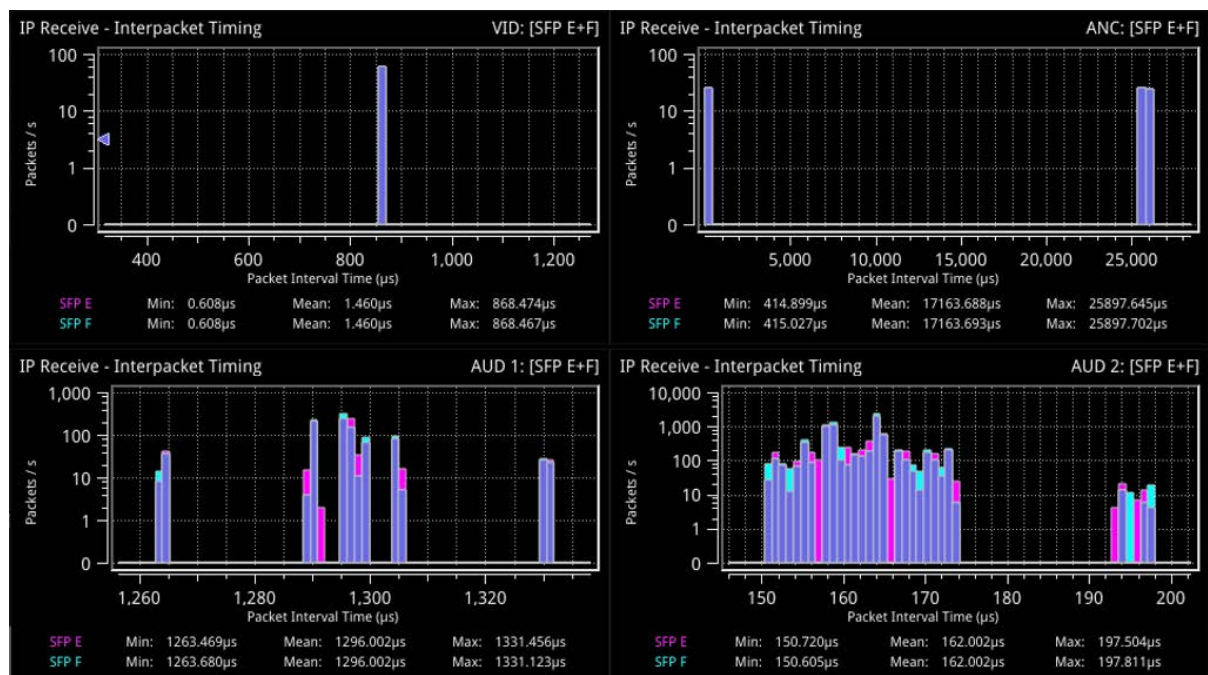 IP Receive - Interpacket Timing VID: [SFP E+F]
100
10
1
0
Packets / s
400 600 800 1,000 1,200
Packet Interval Time (µs)
SFP E Min: 0.608µs Mean: 1.460µs Max: 868.474µs
SFP F Min: 0.608µs Mean: 1.460µs Max: 868.467µs
IP Receive - Interpacket Timing ANC: [SFP E+F]
100
10
1
0
Packets / s
5,000 10,000 15,000 20,000 25,000
Packet Interval Time (µs)
SFP E Min: 414.899µs Mean: 17163.688µs Max: 25897.645µs
SFP F Min: 415.027µs Mean: 17163.693µs Max: 25897.702µs
IP Receive - Interpacket Timing AUD 1: [SFP E+F]
1,000
100
10
1
0
Packets / s
1,260 1,280 1,300 1,320
Packet Interval Time (µs)
SFP E Min: 1263.469µs Mean: 1296.002µs Max: 1331.456µs
SFP F Min: 1263.680µs Mean: 1296.002µs Max: 1331.123µs
IP Receive - Interpacket Timing AUD 2: [SFP E+F]
10,000
1,000
100
10
1
0
Packets / s
150 160 170 180 190 200
Packet Interval Time (µs)
SFP E Min: 150.720µs Mean: 162.002µs Max: 197.504µs
SFP F Min: 150.605µs Mean: 162.002µs Max: 197.811µs